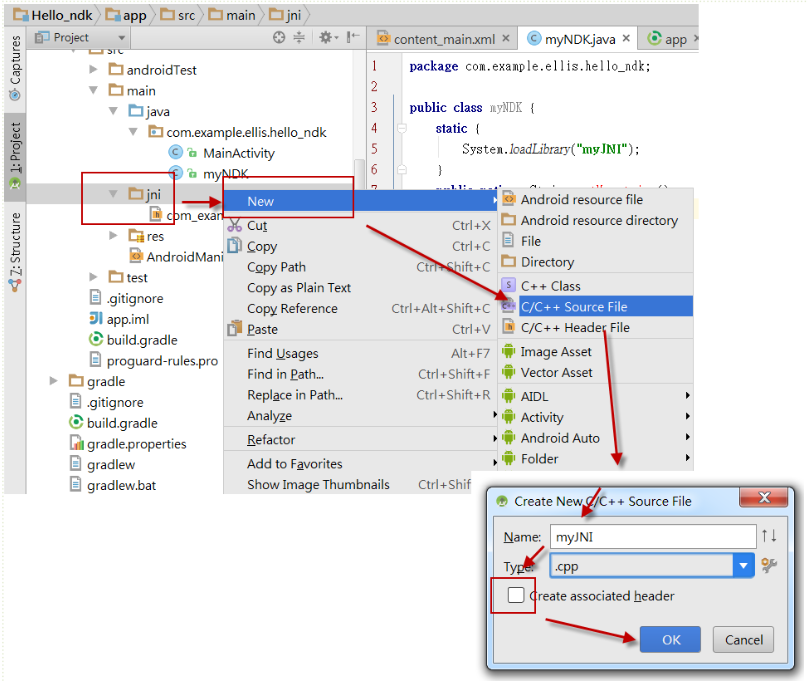 Hello_ndk app src main jni
Project
content_main.xml myNDK.java app
Captures
1: Project
Z: Structure
src
androidTest
main
java
com.example.ellis.hello_ndk
MainActivity
myNDK
jni
com_exan
res
AndroidMani
test
.gitignore
app.iml
build.gradle
proguard-rules.pro
gradle
.gitignore
build.gradle
gradle.properties
gradlew
gradlew.bat
1 package com.example.ellis.hello_ndk;
2
3 public class myNDK {
4 static {
5 System.loadLibrary("myJNI");
6 }
7
New
Cut Ctrl+X
Copy Ctrl+C
Copy Path Ctrl+Shift+C
Copy as Plain Text
Copy Reference Ctrl+Alt+Shift+C
Paste Ctrl+V
Find Usages Alt+F7
Find in Path... Ctrl+Shift+F
Replace in Path... Ctrl+Shift+R
Analyze
Refactor
Add to Favorites
Show Image Thumbnails Ctrl+Shif
Android resource file
Android resource directory
File
Directory
S C++ Class
C/C++ Source File
C/C++ Header File
Image Asset
Vector Asset
AIDL
Activity
Android Auto
Folder
Create New C/C++ Source File
Name: myJNI
Type: .cpp
Create associated header
OK Cancel